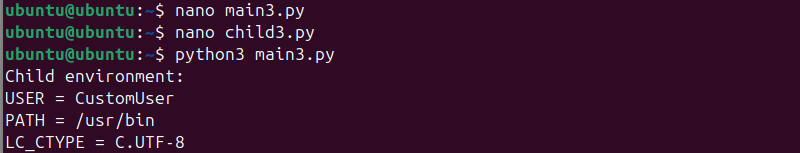 ubuntu@ubuntu:~$ nano main3.py
ubuntu@ubuntu:~$ nano child3.py
ubuntu@ubuntu:~$ python3 main3.py
Child environment:
USER = CustomUser
PATH = /usr/bin
LC_CTYPE = C.UTF-8